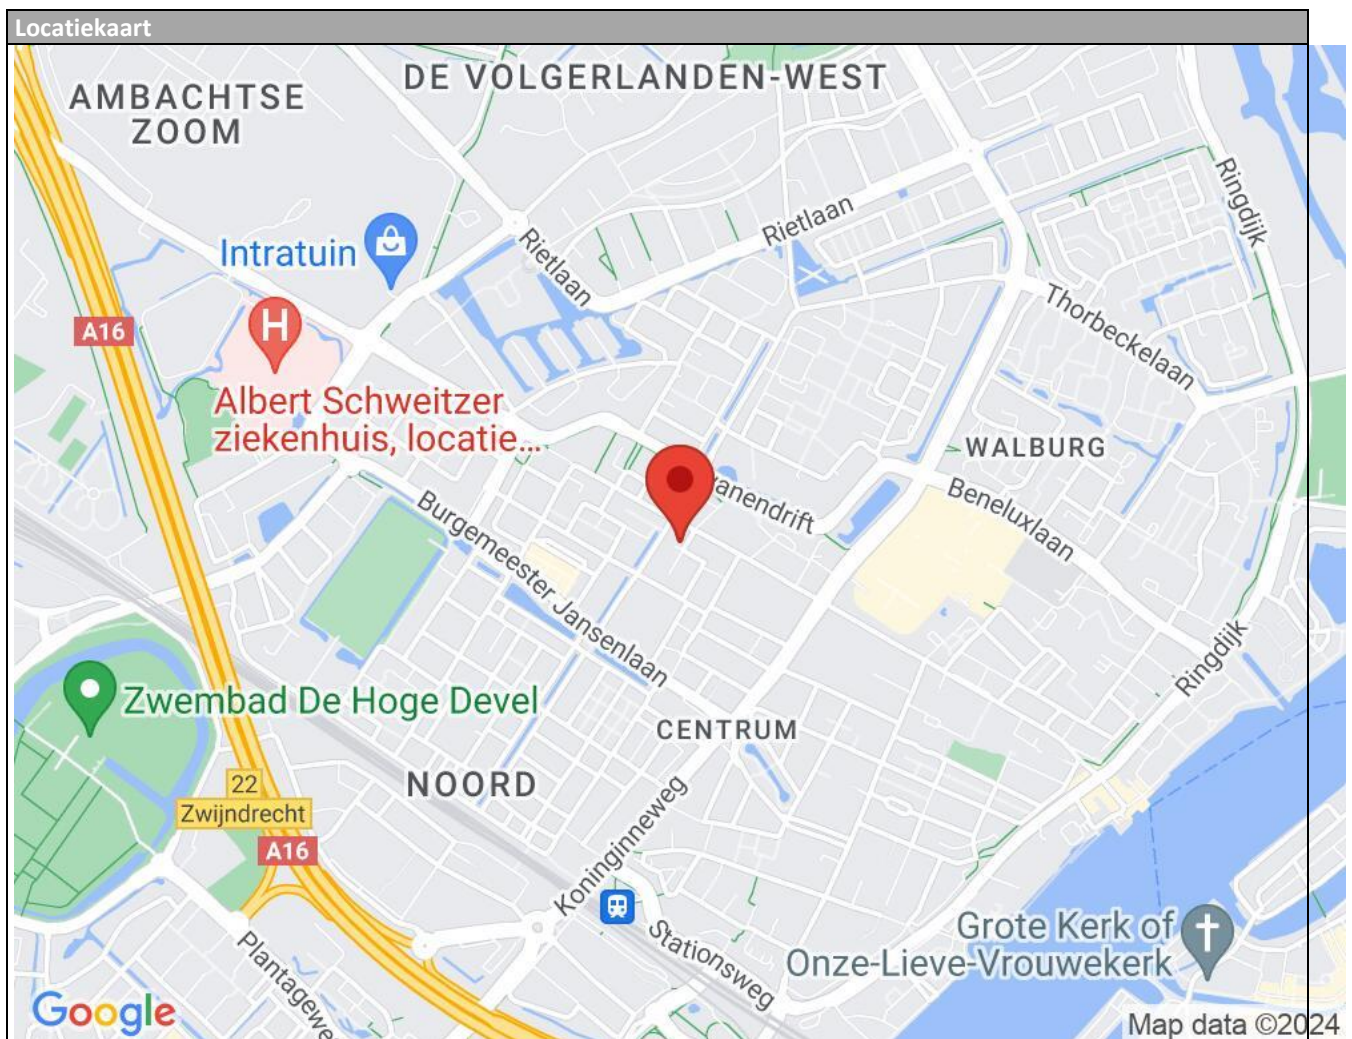 Locatiekaart
DE VOLGERLANDEN-WEST
AMBACHTSE
ZOOM
Ringdijk
Rietlaan
Intratuin
Rietlaan
H
A16
Thorbeckelaan
Albert Schweitzer
ziekenhuis, locatie...
WALBURG
anendrift
Beneluxlaan
Burgemeester Jansenlaan
Ringdijk
Zwembad De Hoge Devel
CENTRUM
NOORD
22
Zwijndrecht
A16
Koninginneweg
Stationsweg
Grote Kerk of
Onze-Lieve-Vrouwekerk
Plantagewe
Google
Map data ©2024